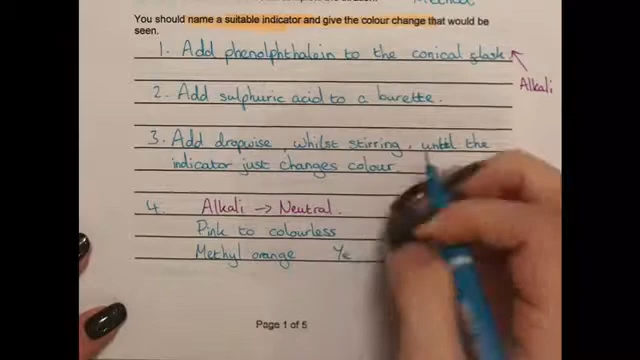 Method
You should name a suitable indicator and give the colour change that would be
seen.
1. Add phenolphthalein to the conical flask.
Alkali
2. Add sulphuric acid to a burette.
3. Add dropwise, whilst stirring, until the
indicator just changes colour.
4. Alkali → Neutral.
Pink to colourless
Methyl orange Ye
Page 1 of 5